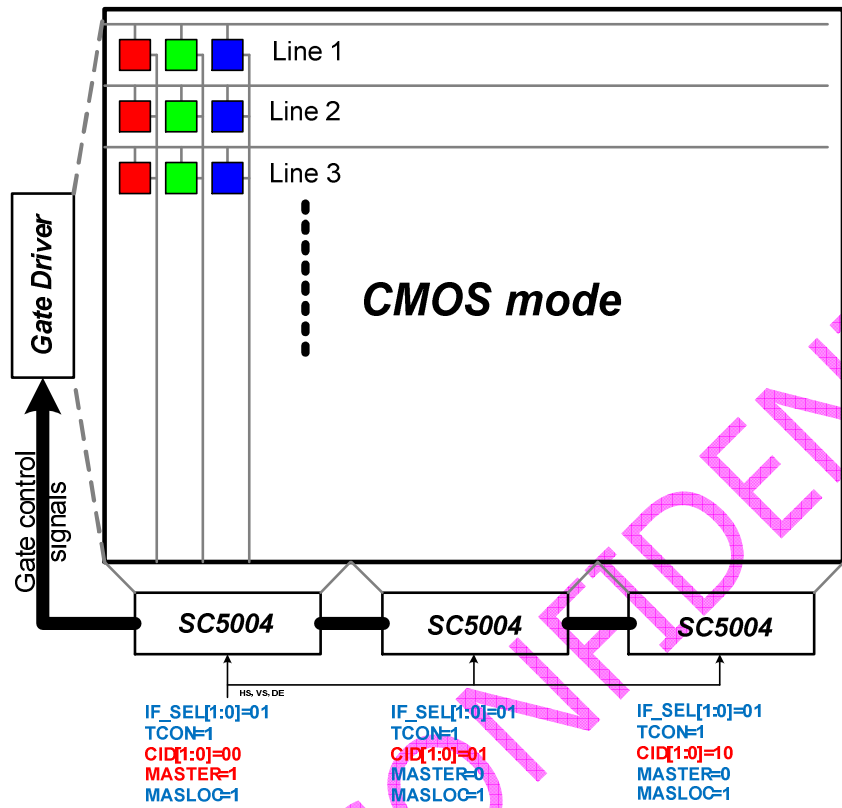 Line 1
Line 2
Line 3
Gate Driver
CMOS mode
Gate control
signals
SC5004
SC5004
SC5004
HS, VS, DE
IF_SEL[1:0]=01
TCON=1
CID[1:0]=00
MASTER=1
MASLOC=1
IF_SEL[1:0]=01
TCON=1
CID[1:0]=01
MASTER=0
MASLOC=1
IF_SEL[1:0]=01
TCON=1
CID[1:0]=10
MASTER=0
MASLOC=1
CONFIDEN